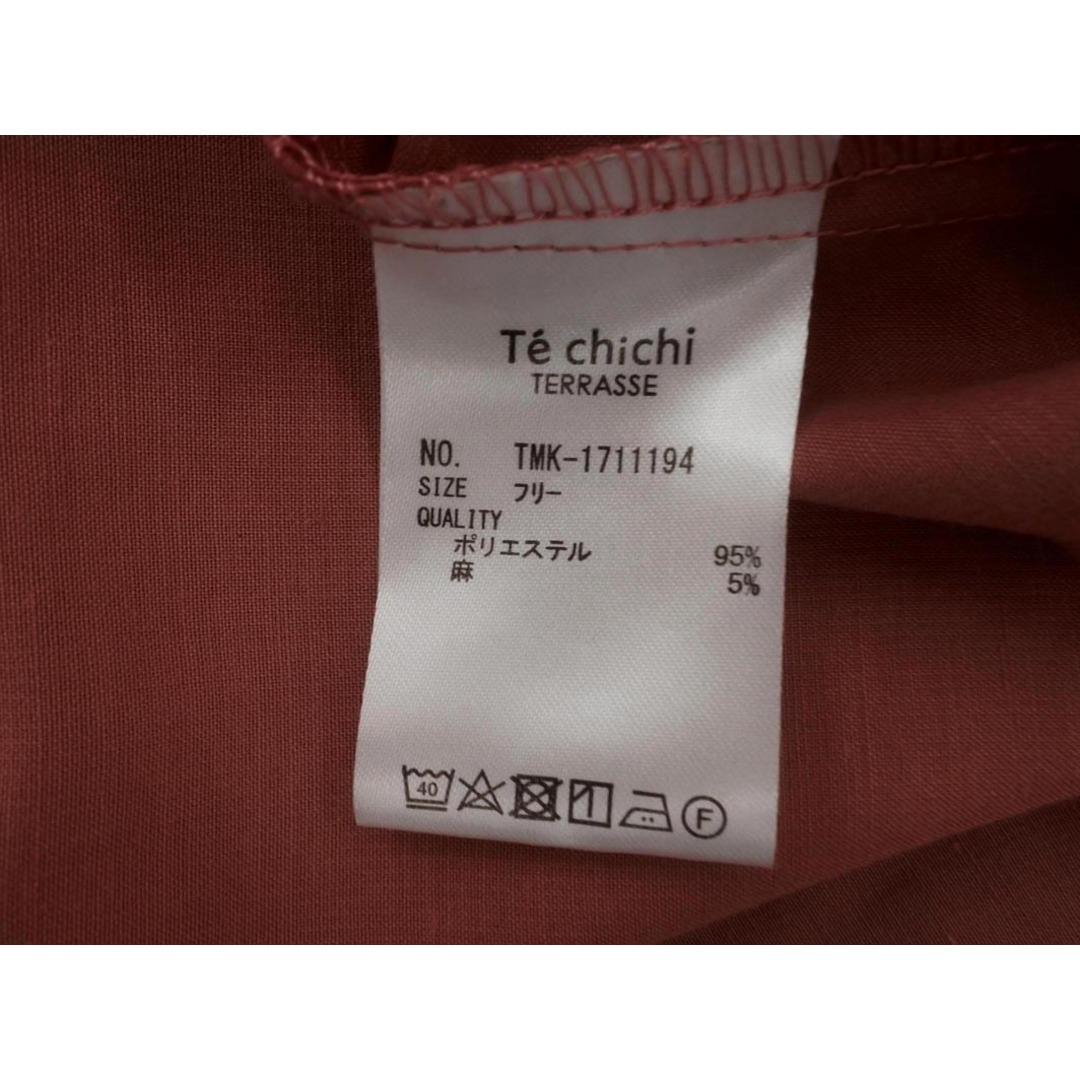 Té chichi
TERRASSE
NO. TMK-1711194
SIZE フリー
QUALITY
ポリエステル 95%
麻 5%
40 F